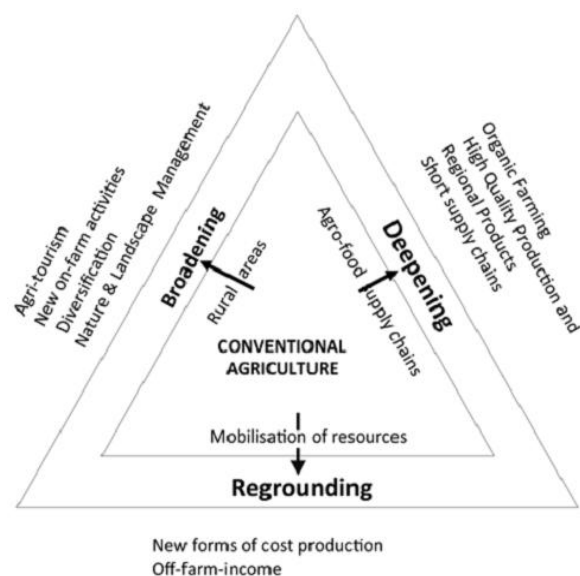 Agri-tourism
New on-farm activities
Diversification
Nature & Landscape Management
Broadening
Rural areas
Organic Farming
High Quality Production and
Regional Products
Short supply chains
Deepening
Agro-food supply chains
CONVENTIONAL
AGRICULTURE
Mobilisation of resources
Regrounding
New forms of cost production
Off-farm-income